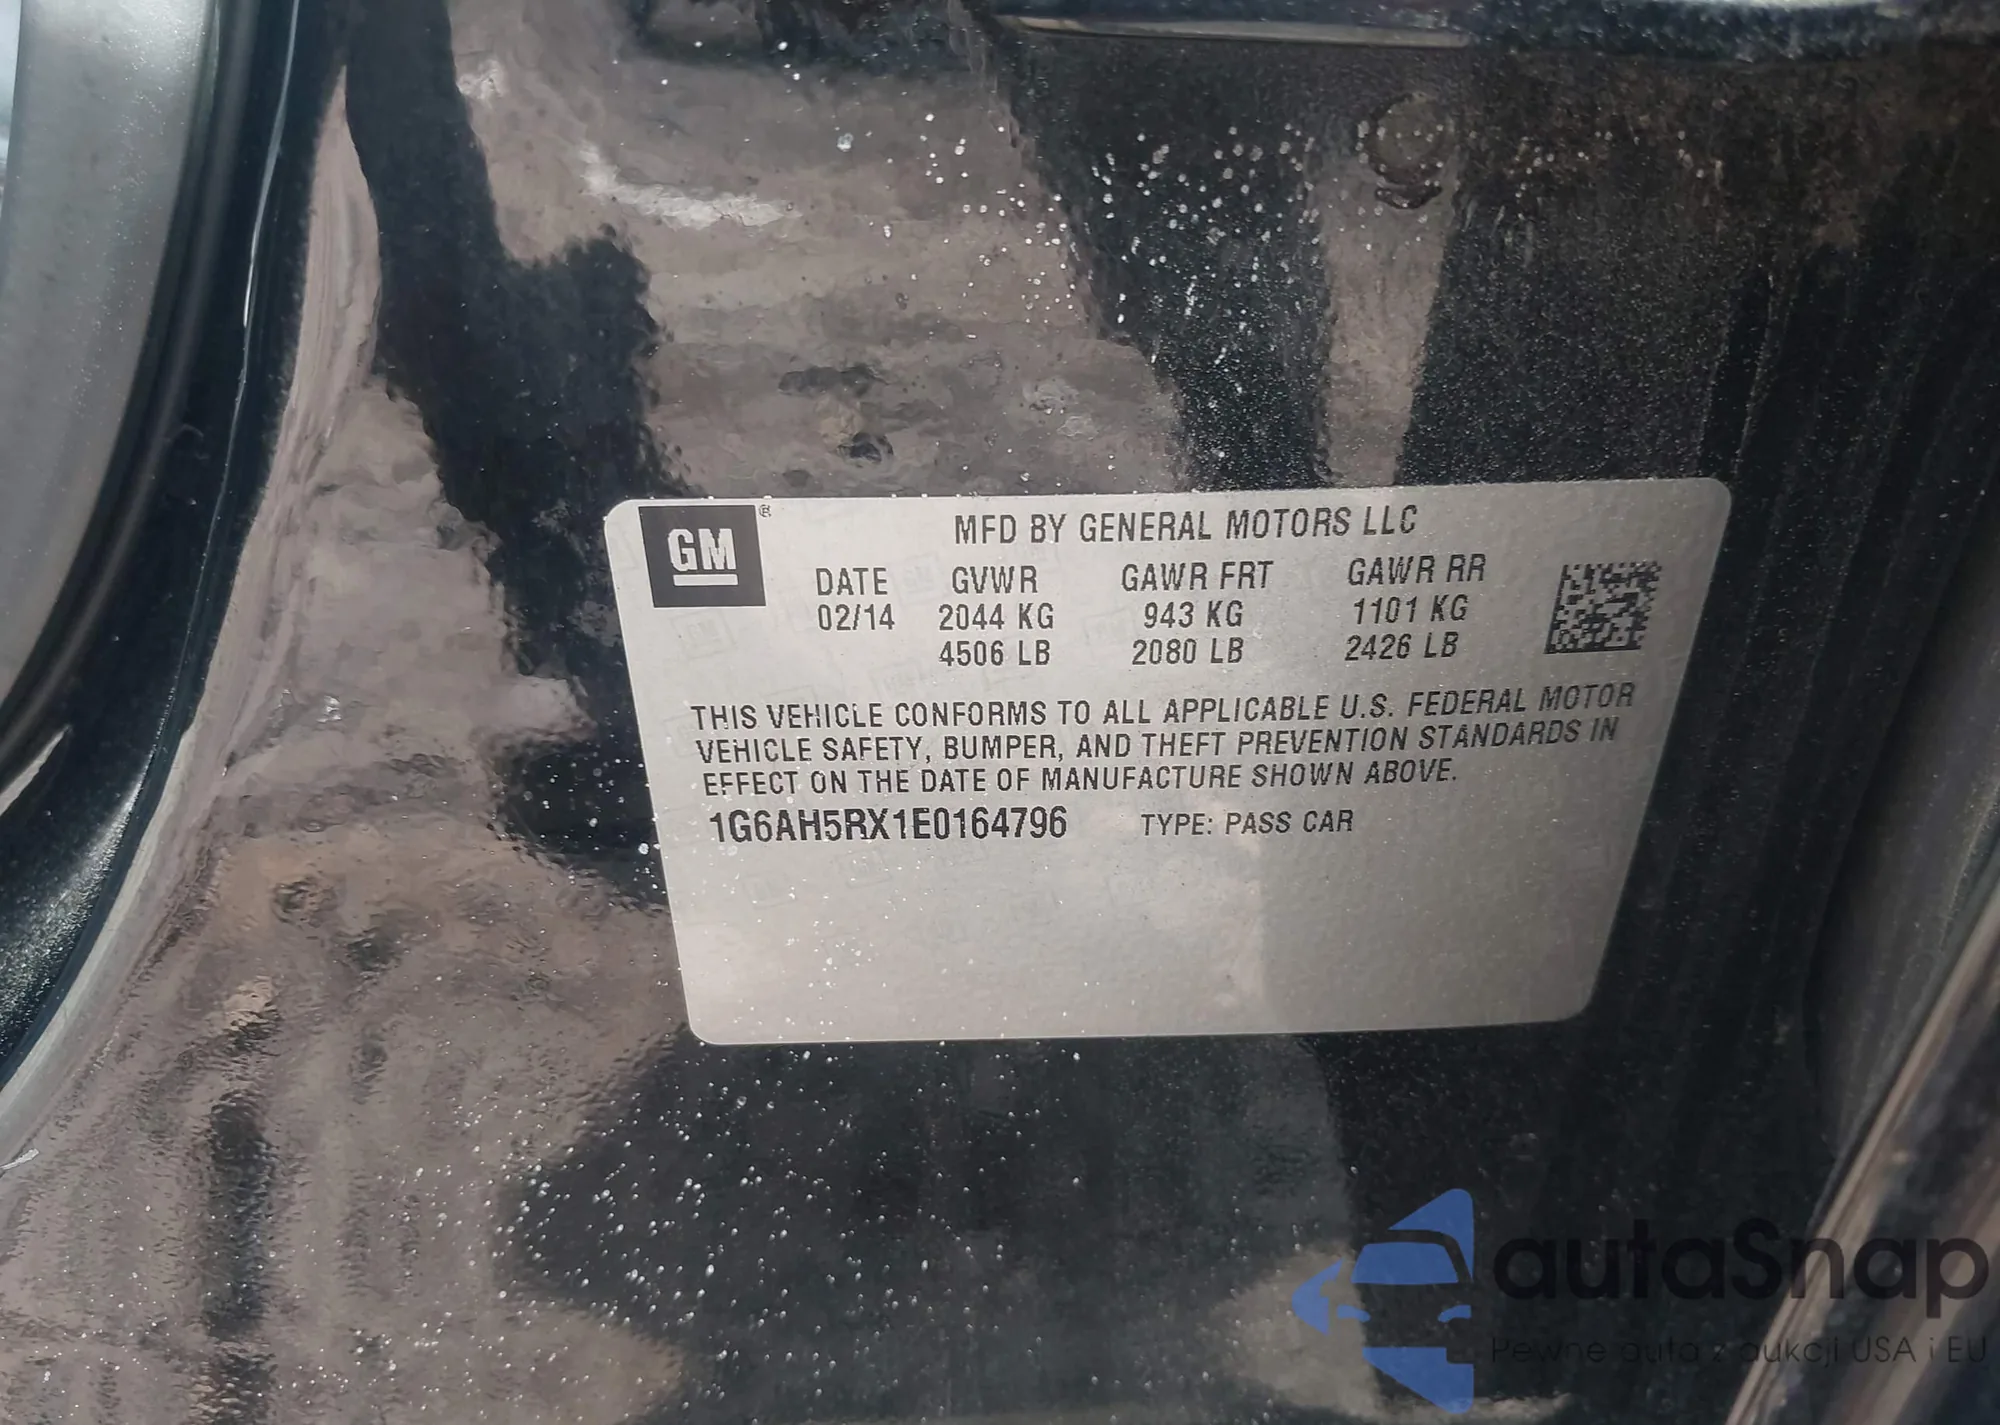 GM ®
MFD BY GENERAL MOTORS LLC
DATE GVWR GAWR FRT GAWR RR
02/14 2044 KG 943 KG 1101 KG
4506 LB 2080 LB 2426 LB
THIS VEHICLE CONFORMS TO ALL APPLICABLE U.S. FEDERAL MOTOR
VEHICLE SAFETY, BUMPER, AND THEFT PREVENTION STANDARDS IN
EFFECT ON THE DATE OF MANUFACTURE SHOWN ABOVE.
1G6AH5RX1E0164796 TYPE: PASS CAR
autaSnap
Pewne auta z aukcji USA i EU